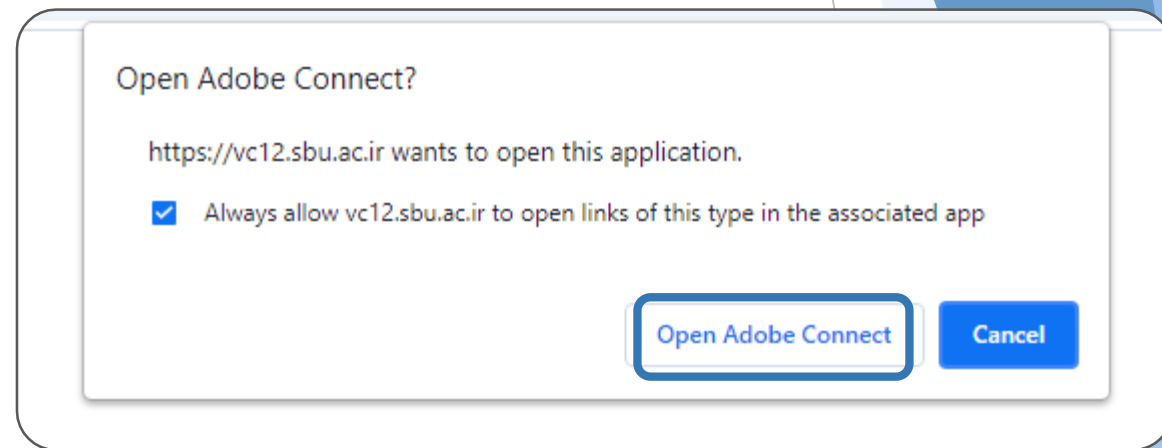 Open Adobe Connect?
https://vc12.sbu.ac.ir wants to open this application.
Always allow vc12.sbu.ac.ir to open links of this type in the associated app
Open Adobe Connect
Cancel